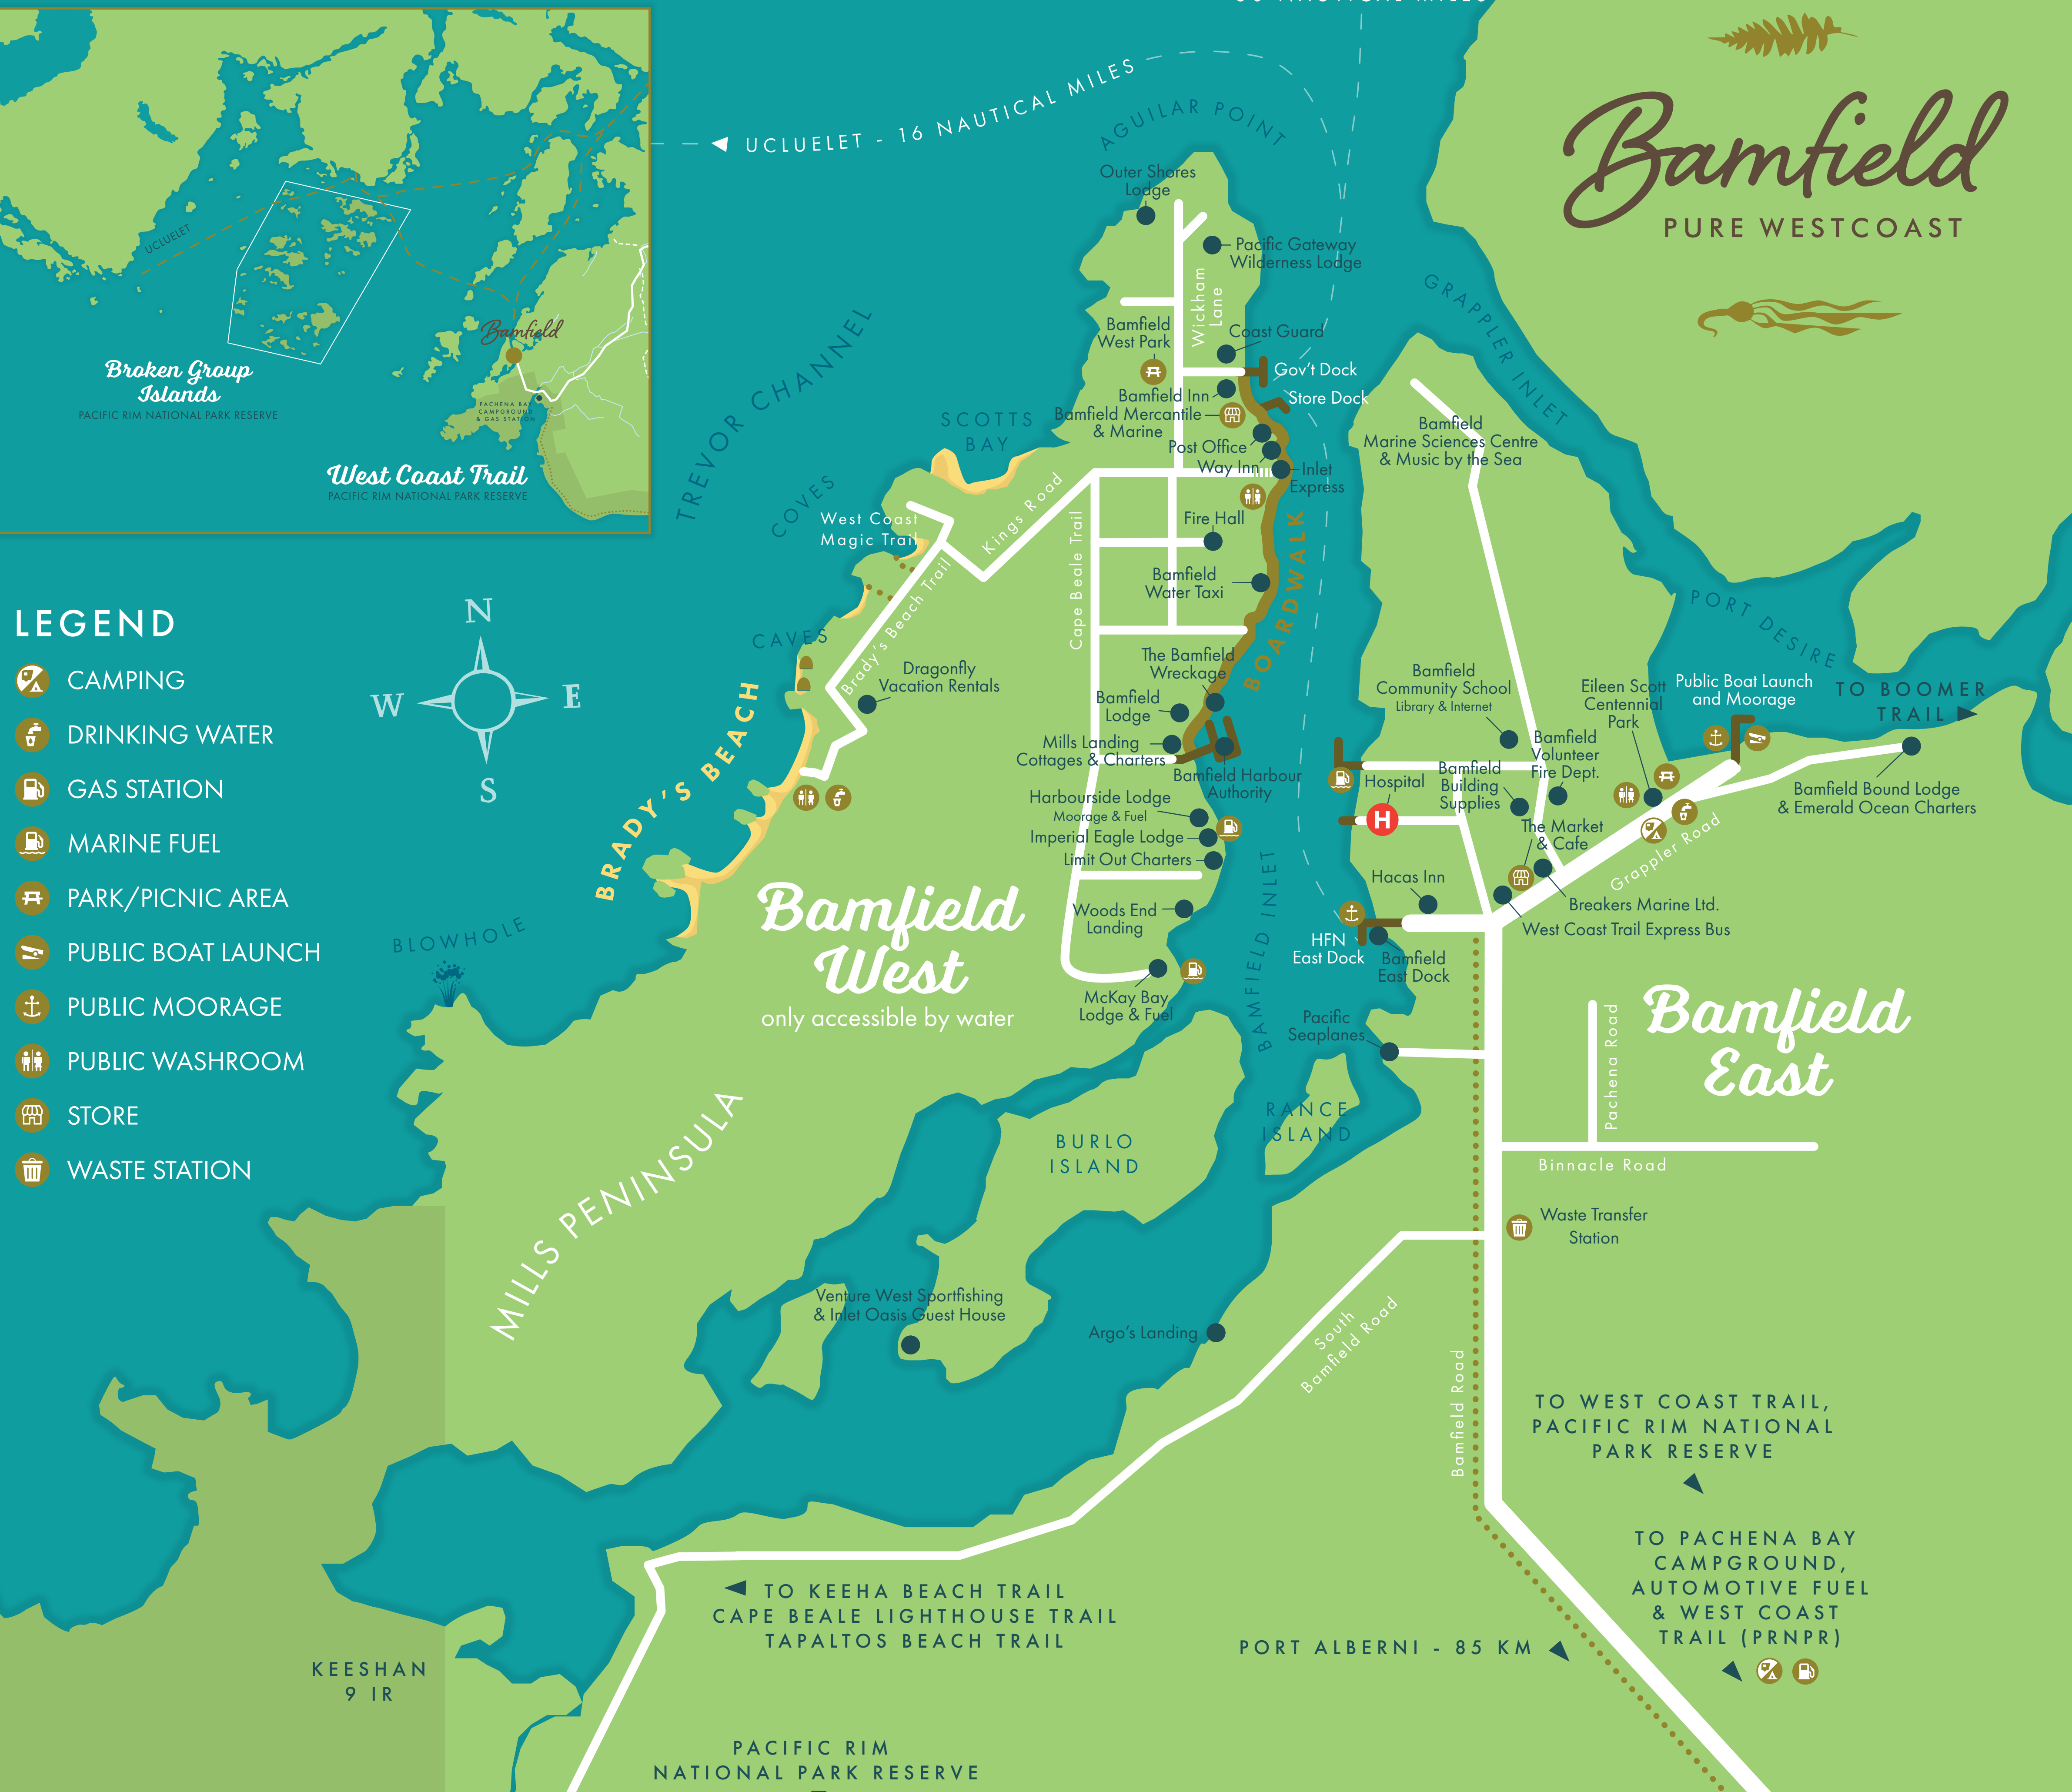 UCLUELET
Bamfield
Broken Group
Islands
PACIFIC RIM NATIONAL PARK RESERVE
PACHENA BAY
CAMPGROUND
& GAS STATION
West Coast Trail
PACIFIC RIM NATIONAL PARK RESERVE
UCLUELET - 16 NAUTICAL MILES
Bamfield
PURE WESTCOAST
AGUILAR POINT
Outer Shores
Lodge
Pacific Gateway
Wilderness Lodge
Wickham
Lane
Bamfield
West Park
Coast Guard
Gov't Dock
Store Dock
Bamfield Inn
Bamfield Mercantile
& Marine
Post Office
Way Inn
Inlet
Express
GRAPPLER INLET
Bamfield
Marine Sciences Centre
& Music by the Sea
TREVOR CHANNEL
SCOTTS
BAY
COVES
West Coast
Magic Trail
Kings Road
Cape Beale Trail
Fire Hall
Bamfield
Water Taxi
BOARDWALK
Brady's Beach Trail
CAVES
Dragonfly
Vacation Rentals
BRADY'S BEACH
The Bamfield
Wreckage
Bamfield
Lodge
Mills Landing
Cottages & Charters
Bamfield Harbour
Authority
Harbourside Lodge
Moorage & Fuel
Imperial Eagle Lodge
Limit Out Charters
Woods End
Landing
McKay Bay
Lodge & Fuel
Bamfield
West
only accessible by water
BLOWHOLE
BAMFIELD INLET
PORT DESIRE
Bamfield
Community School
Library & Internet
Eileen Scott
Centennial
Park
Public Boat Launch
and Moorage
TO BOOMER
TRAIL
Bamfield
Volunteer
Fire Dept.
Bamfield
Building
Supplies
Hospital
H
Bamfield Bound Lodge
& Emerald Ocean Charters
The Market
& Cafe
Grappler Road
Hacas Inn
Breakers Marine Ltd.
West Coast Trail Express Bus
HFN
East Dock
Bamfield
East Dock
Pacific
Seaplanes
Bamfield
East
Pachena Road
Binnacle Road
RANCE
ISLAND
BURLO
ISLAND
Waste Transfer
Station
MILLS PENINSULA
Venture West Sportfishing
& Inlet Oasis Guest House
Argo's Landing
South
Bamfield Road
Bamfield Road
TO WEST COAST TRAIL,
PACIFIC RIM NATIONAL
PARK RESERVE
TO PACHENA BAY
CAMPGROUND,
AUTOMOTIVE FUEL
& WEST COAST
TRAIL (PRNPR)
PORT ALBERNI - 85 KM
TO KEEHA BEACH TRAIL
CAPE BEALE LIGHTHOUSE TRAIL
TAPALTOS BEACH TRAIL
KEESHAN
9 IR
PACIFIC RIM
NATIONAL PARK RESERVE
LEGEND
CAMPING
DRINKING WATER
GAS STATION
MARINE FUEL
PARK/PICNIC AREA
PUBLIC BOAT LAUNCH
PUBLIC MOORAGE
PUBLIC WASHROOM
STORE
WASTE STATION
N
W
E
S